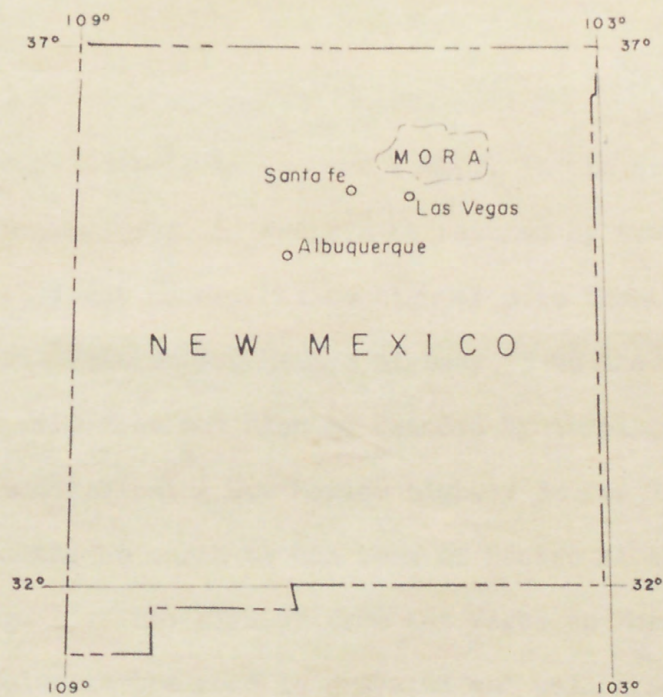 109° 103°
37° 37°
MORA
Santa fe
Las Vegas
Albuquerque
NEW MEXICO
32° 32°
109° 103°